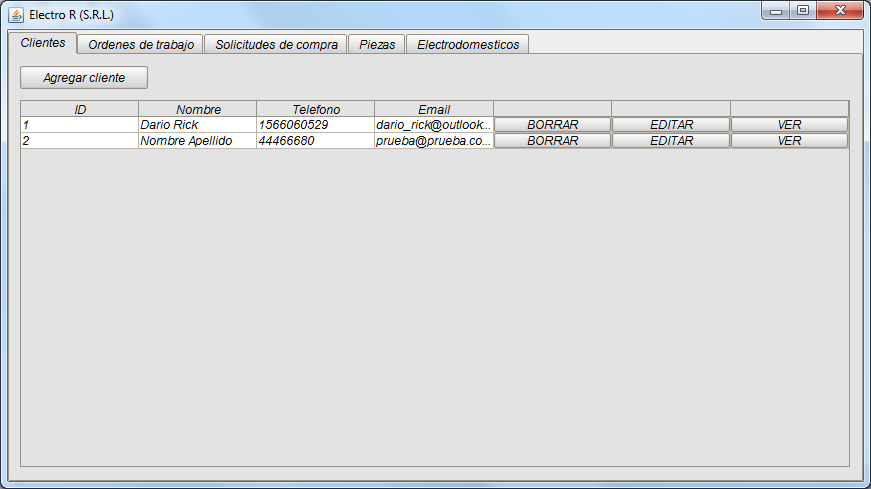 Electro R (S.R.L.)
Clientes Ordenes de trabajo Solicitudes de compra Piezas Electrodomesticos
Agregar cliente
ID Nombre Telefono Email
1 Dario Rick 1566060529 dario_rick@outlook... BORRAR EDITAR VER
2 Nombre Apellido 44466680 prueba@prueba.co... BORRAR EDITAR VER